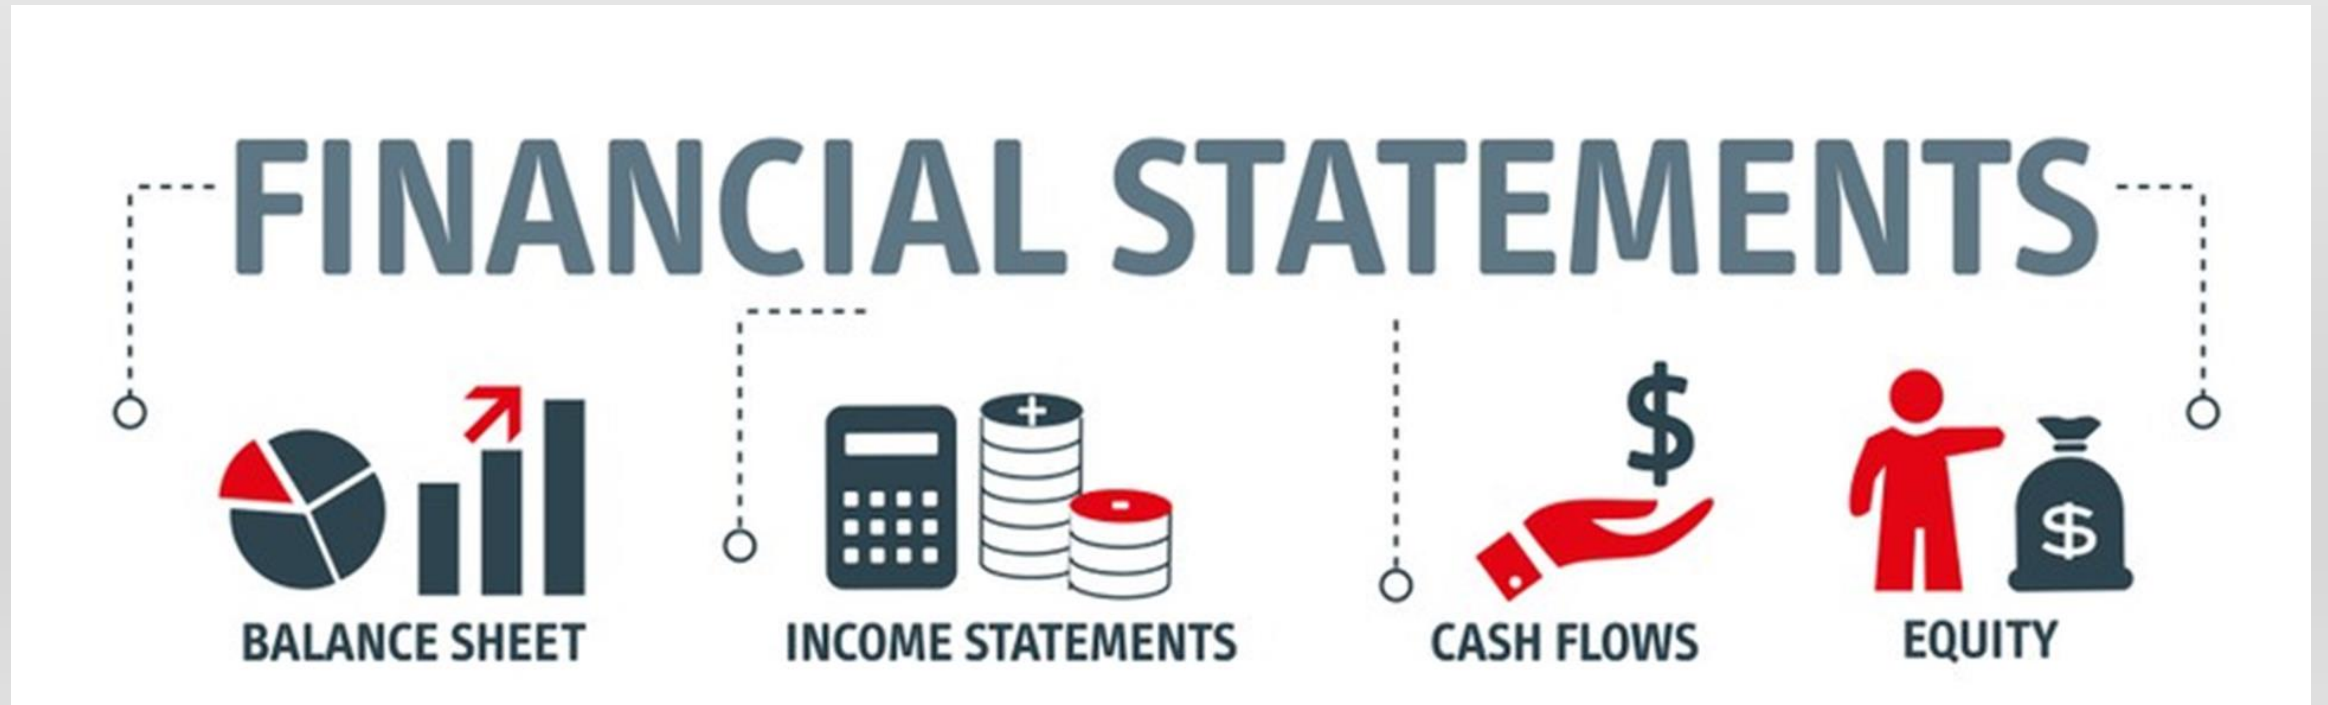 FINANCIAL STATEMENTS
$
$
BALANCE SHEET
INCOME STATEMENTS
CASH FLOWS
EQUITY